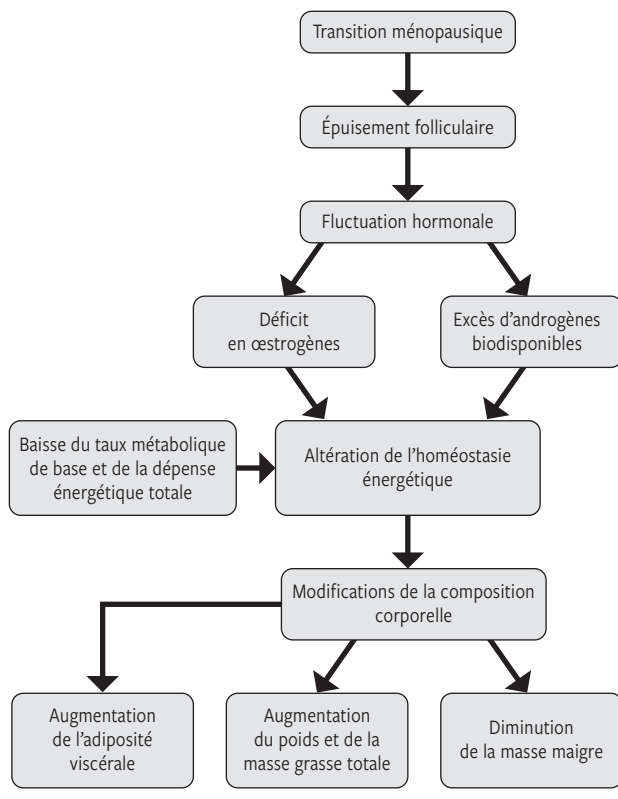 Transition ménopausique
Épuisement folliculaire
Fluctuation hormonale
Déficit
en œstrogènes
Excès d'androgènes
biodisponibles
Baisse du taux métabolique
de base et de la dépense
énergétique totale
Altération de l'homéostasie
énergétique
Modifications de la composition
corporelle
Augmentation
de l'adiposité
viscérale
Augmentation
du poids et de la
masse grasse totale
Diminution
de la masse maigre